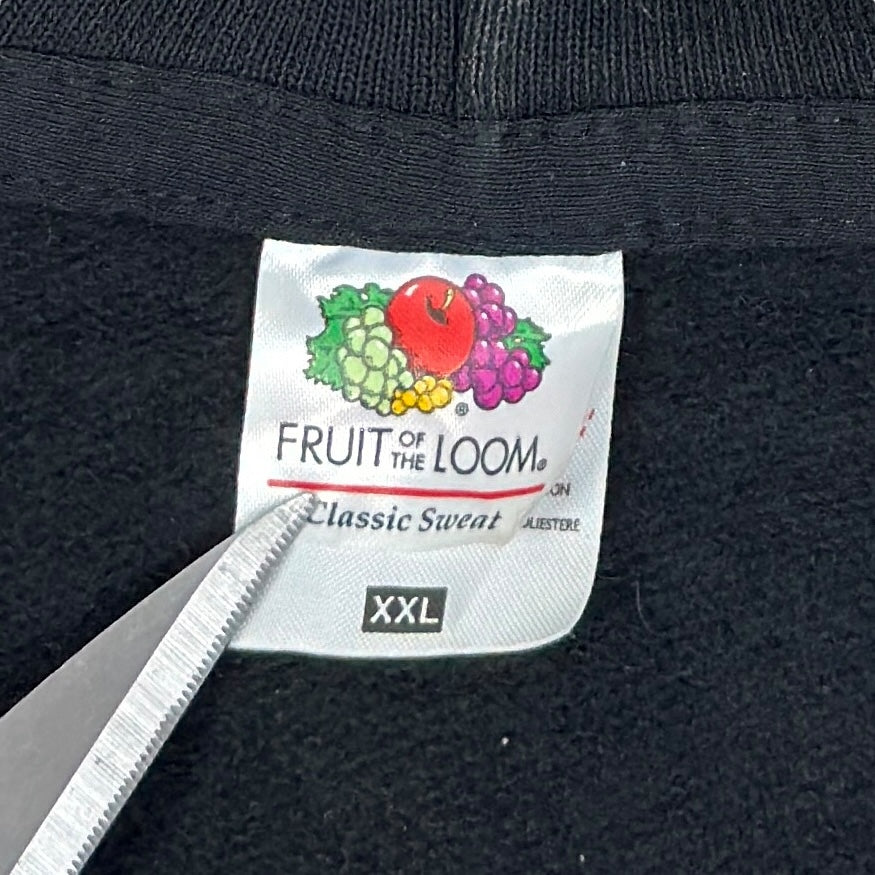 ®
FRUIT OF THE LOOM®
Classic Sweat
XXL